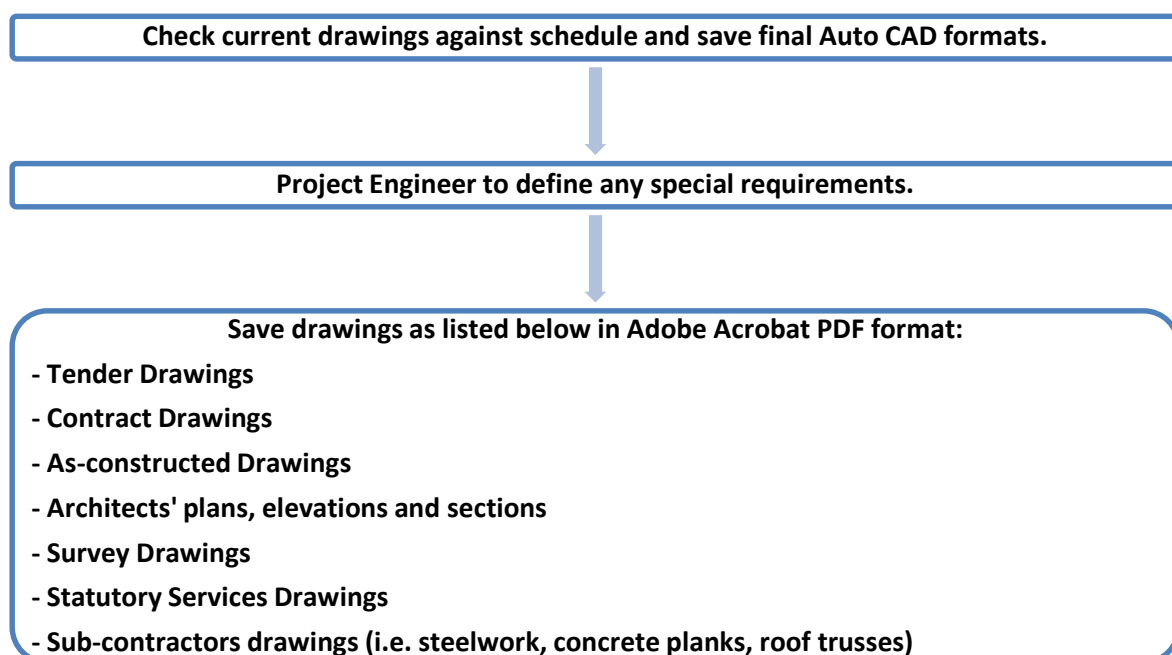 Check current drawings against schedule and save final Auto CAD formats.
Project Engineer to define any special requirements.
Save drawings as listed below in Adobe Acrobat PDF format:
- Tender Drawings
- Contract Drawings
- As-constructed Drawings
- Architects' plans, elevations and sections
- Survey Drawings
- Statutory Services Drawings
- Sub-contractors drawings (i.e. steelwork, concrete planks, roof trusses)